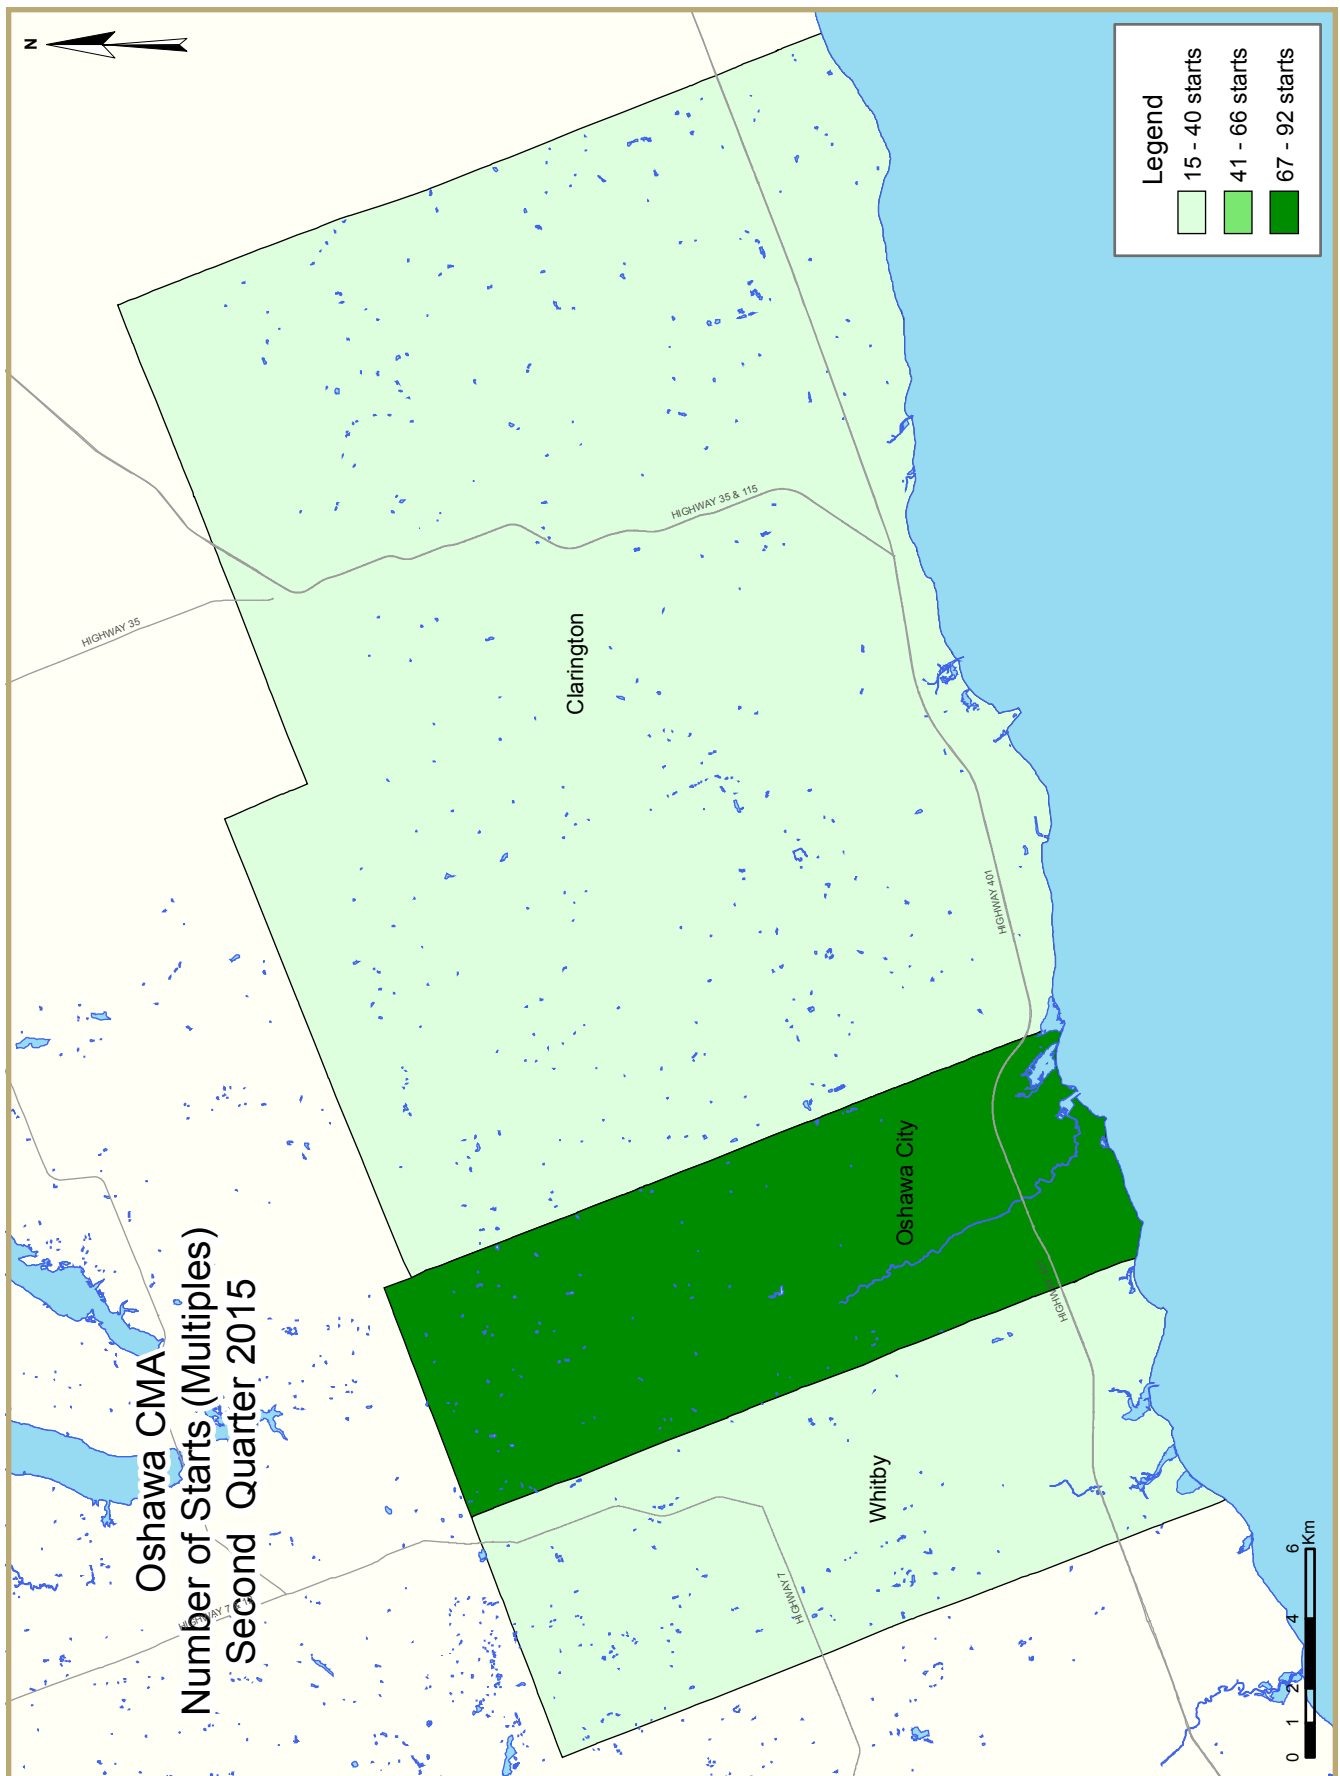 Oshawa CMA
Number of Starts (Multiples)
Second Quarter 2015
N
HIGHWAY 35
HIGHWAY 35 & 115
Clarington
HIGHWAY 401
Oshawa City
Whitby
HIGHWAY 7
Legend
15 - 40 starts
41 - 66 starts
67 - 92 starts
0 1 2 4 6
Km